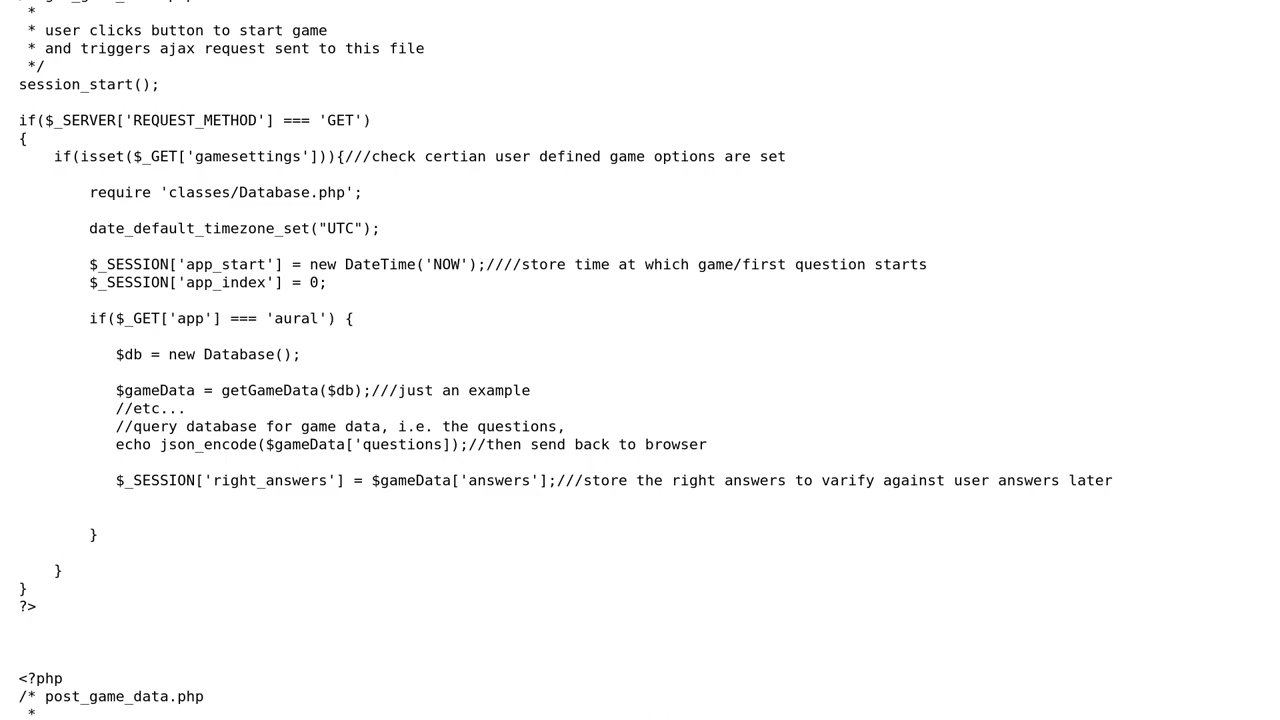 *
* user clicks button to start game
* and triggers ajax request sent to this file
*/
session_start();
if($_SERVER['REQUEST_METHOD'] === 'GET')
{
if(isset($_GET['gamesettings'])){///check certian user defined game options are set
require 'classes/Database.php';
date_default_timezone_set("UTC");
$_SESSION['app_start'] = new DateTime('NOW');////store time at which game/first question starts
$_SESSION['app_index'] = 0;
if($_GET['app'] === 'aural') {
$db = new Database();
$gameData = getGameData($db);///just an example
//etc...
//query database for game data, i.e. the questions,
echo json_encode($gameData['questions]);//then send back to browser
$_SESSION['right_answers'] = $gameData['answers'];///store the right answers to varify against user answers later
}
}
}
?>
<?php
/* post_game_data.php
*